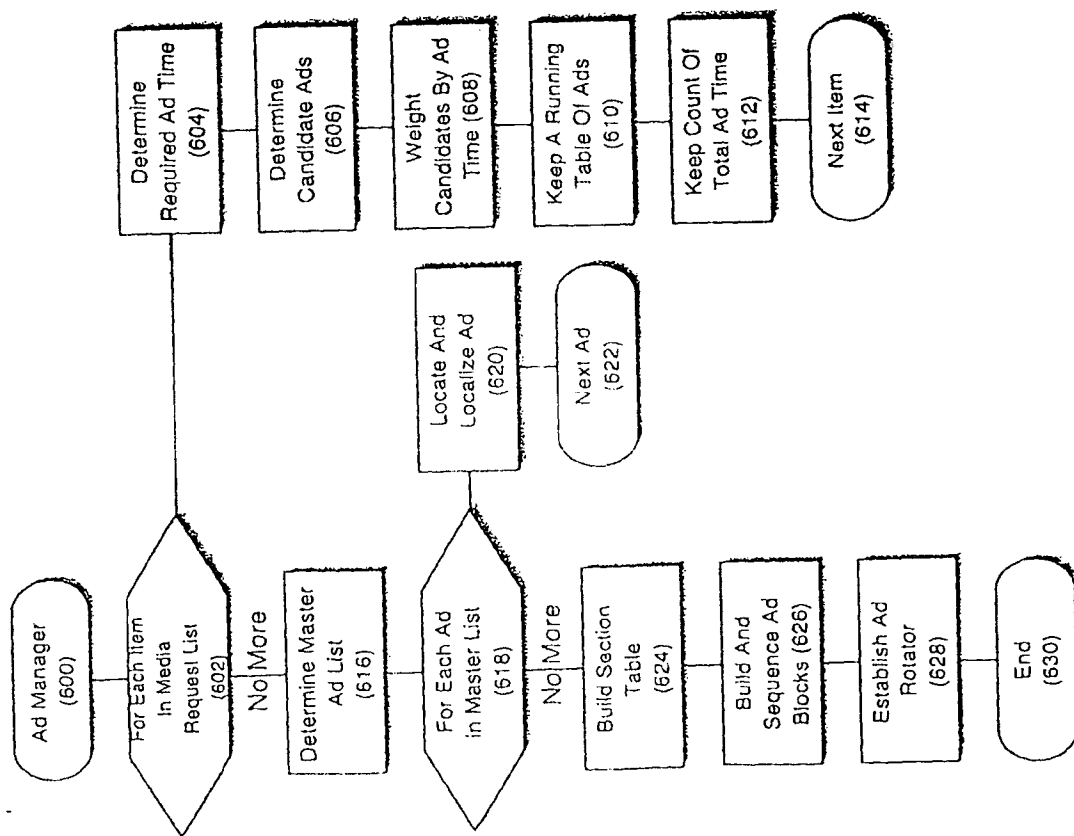 Ad Manager
(600)
For Each Item
In Media
Request List
(602)
No More
Determine
Required Ad Time
(604)
Determine
Candidate Ads
(606)
Weight
Candidates By Ad
Time (608)
Keep A Running
Table Of Ads
(610)
Keep Count Of
Total Ad Time
(612)
Next Item
(614)
Determine Master
Ad List
(616)
For Each Ad
in Master List
(618)
No More
Locate And
Localize Ad
(620)
Next Ad
(622)
Build Section
Table
(624)
Build And
Sequence Ad
Blocks (626)
Establish Ad
Rotator
(628)
End
(630)